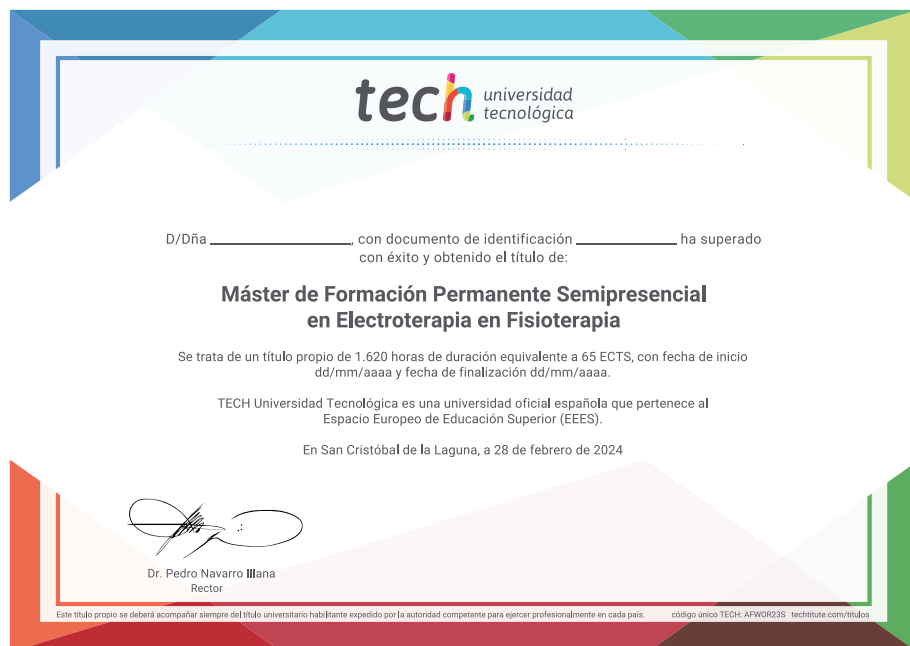 tech universidad
tecnológica
D/Dña ____________________, con documento de identificación ______________ ha superado
con éxito y obtenido el título de:
Máster de Formación Permanente Semipresencial
en Electroterapia en Fisioterapia
Se trata de un título propio de 1.620 horas de duración equivalente a 65 ECTS, con fecha de inicio
dd/mm/aaaa y fecha de finalización dd/mm/aaaa.
TECH Universidad Tecnológica es una universidad oficial española que pertenece al
Espacio Europeo de Educación Superior (EEES).
En San Cristóbal de la Laguna, a 28 de febrero de 2024
Dr. Pedro Navarro Illana
Rector
Este título propio se deberá acompañar siempre del título universitario habilitante expedido por la autoridad competente para ejercer profesionalmente en cada país. código único TECH: AFWOR23S techtitute.com/titulos